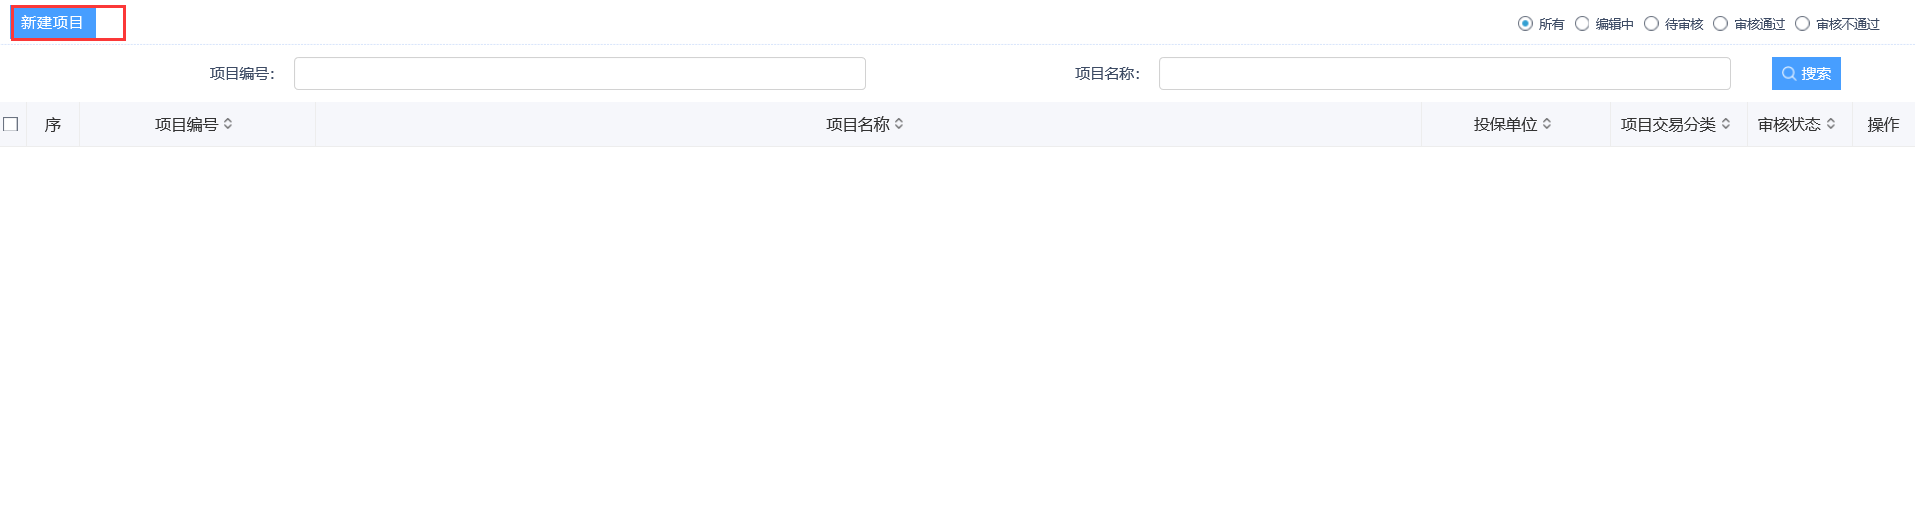 新建项目
所有 编辑中 待审核 审核通过 审核不通过
项目编号： 项目名称： 搜索
序 项目编号 项目名称 投保单位 项目交易分类 审核状态 操作